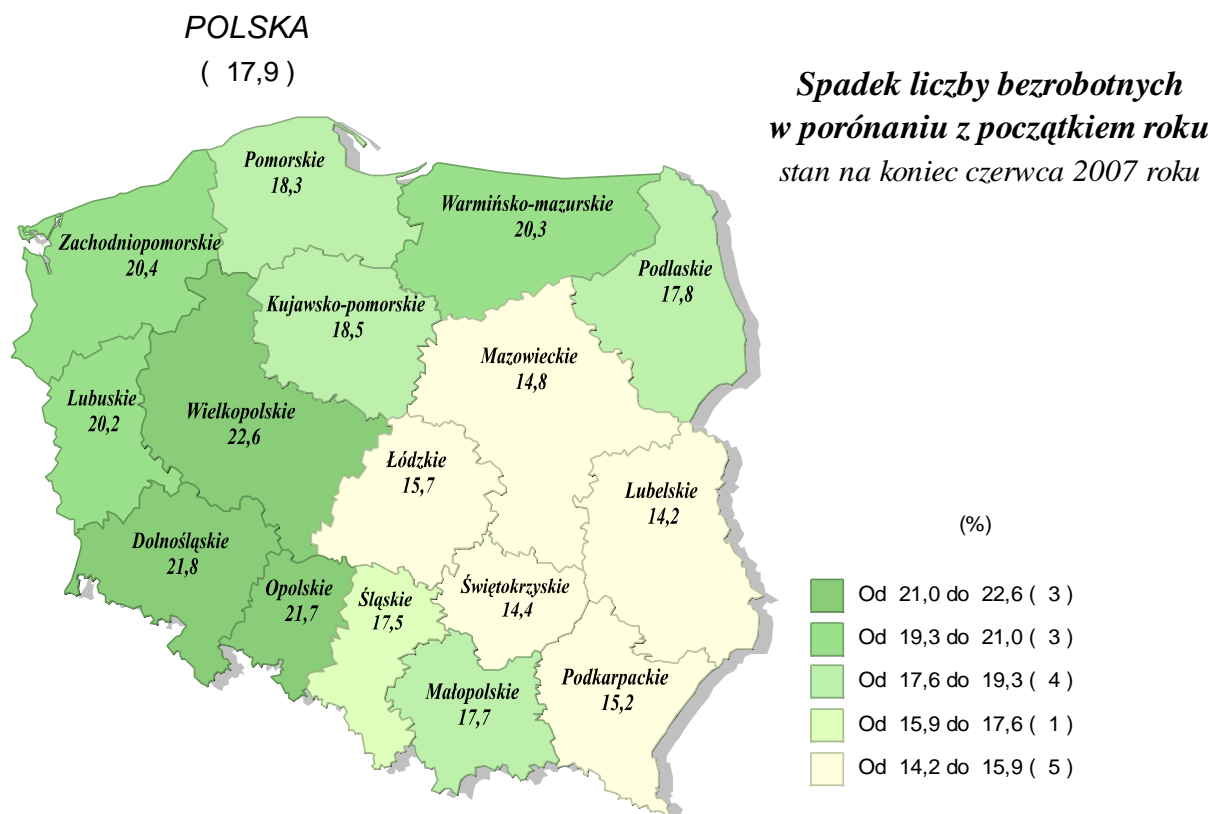 POLSKA
( 17,9 )
Spadek liczby bezrobotnych
w porónaniu z początkiem roku
stan na koniec czerwca 2007 roku
Pomorskie
18,3
Warmińsko-mazurskie
20,3
Zachodniopomorskie
20,4
Podlaskie
17,8
Kujawsko-pomorskie
18,5
Mazowieckie
14,8
Lubuskie
20,2
Wielkopolskie
22,6
Łódzkie
15,7
Lubelskie
14,2
Dolnośląskie
21,8
Opolskie
21,7
Śląskie
17,5
Świętokrzyskie
14,4
Małopolskie
17,7
Podkarpackie
15,2
(%)
Od 21,0 do 22,6 ( 3 )
Od 19,3 do 21,0 ( 3 )
Od 17,6 do 19,3 ( 4 )
Od 15,9 do 17,6 ( 1 )
Od 14,2 do 15,9 ( 5 )